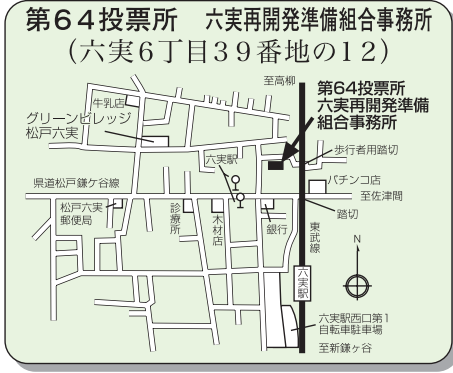 第64投票所 六実再開発準備組合事務所
(六実6丁目39番地の12)
至高柳
第64投票所
六実再開発準備
組合事務所
牛乳店
グリーンビレッジ
松戸六実
六実駅
歩行者用踏切
パチンコ店
県道松戸鎌ケ谷線
至佐津間
松戸六実
郵便局
診療所
木材店
銀行
踏切
東武線
N
六実駅
六実駅西口第1
自転車駐車場
至新鎌ヶ谷